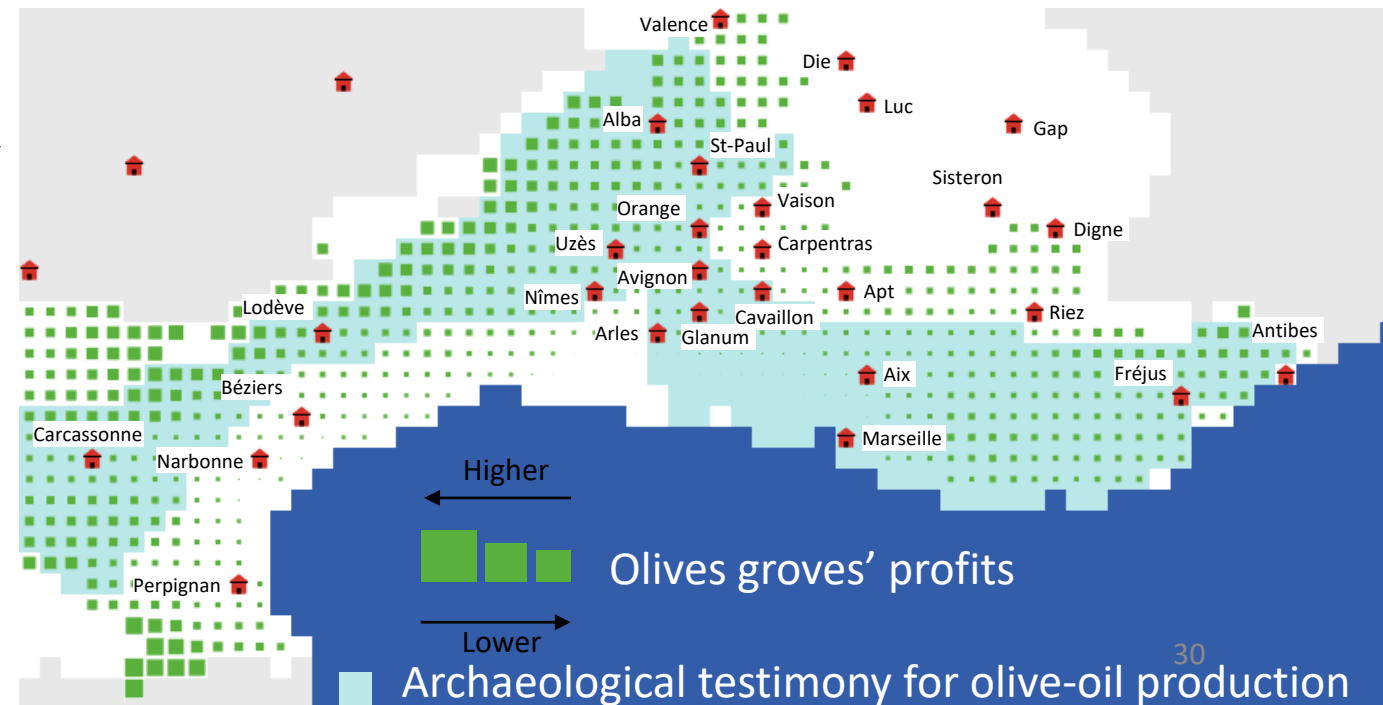 Valence
Die
Luc
Alba
Gap
St-Paul
Sisteron
Vaison
Orange
Digne
Uzès
Carpentras
Avignon
Nîmes
Apt
Lodève
Cavaillon
Riez
Arles
Glanum
Antibes
Béziers
Aix
Fréjus
Carcassonne
Marseille
Narbonne
Higher
Olives groves’ profits
Perpignan
Lower
30
Archaeological testimony for olive-oil production